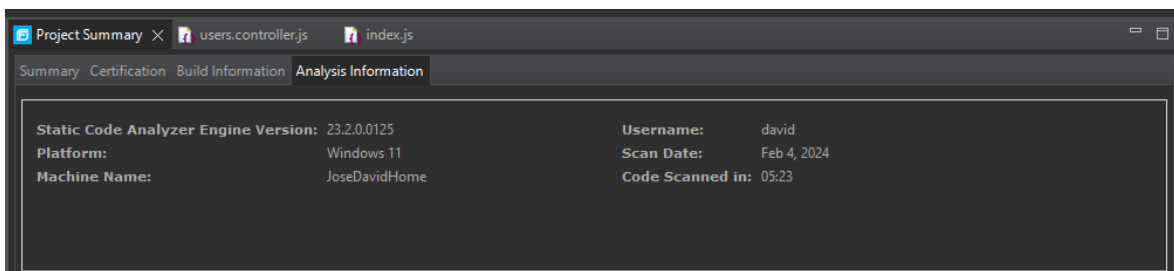 Project Summary users.controller.js index.js
Summary Certification Build Information Analysis Information
Static Code Analyzer Engine Version: 23.2.0.0125 Username: david
Platform: Windows 11 Scan Date: Feb 4, 2024
Machine Name: JoseDavidHome Code Scanned in: 05:23